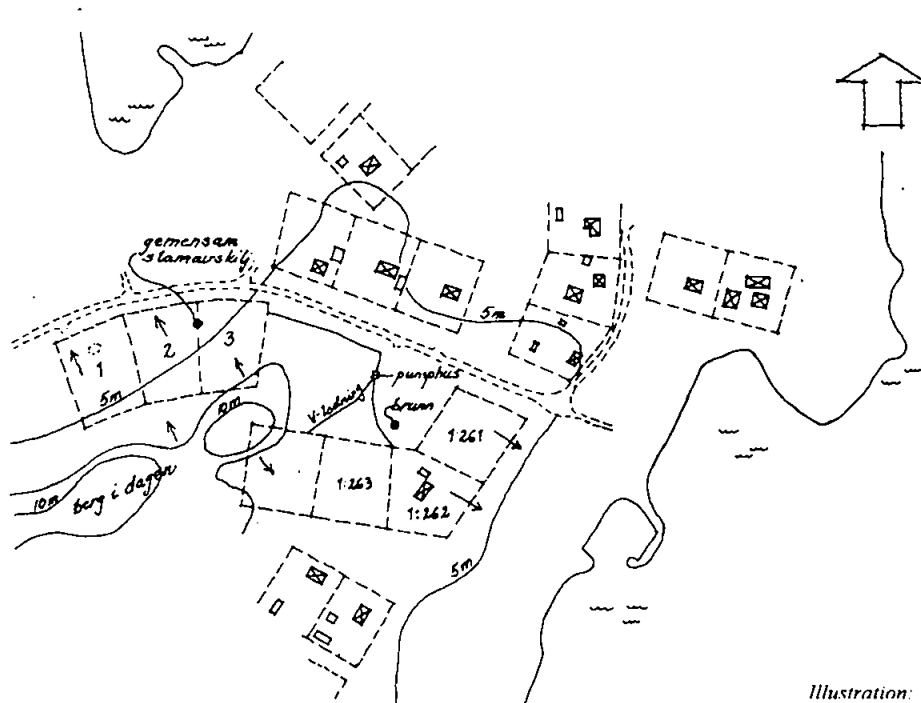 gemensam
slamavskilj
5m
1
2
3
5m
10m
V-ledning
pumphus
brunn
1:261
1:263
1:262
10m
berg i dagen
5m
Illustration: